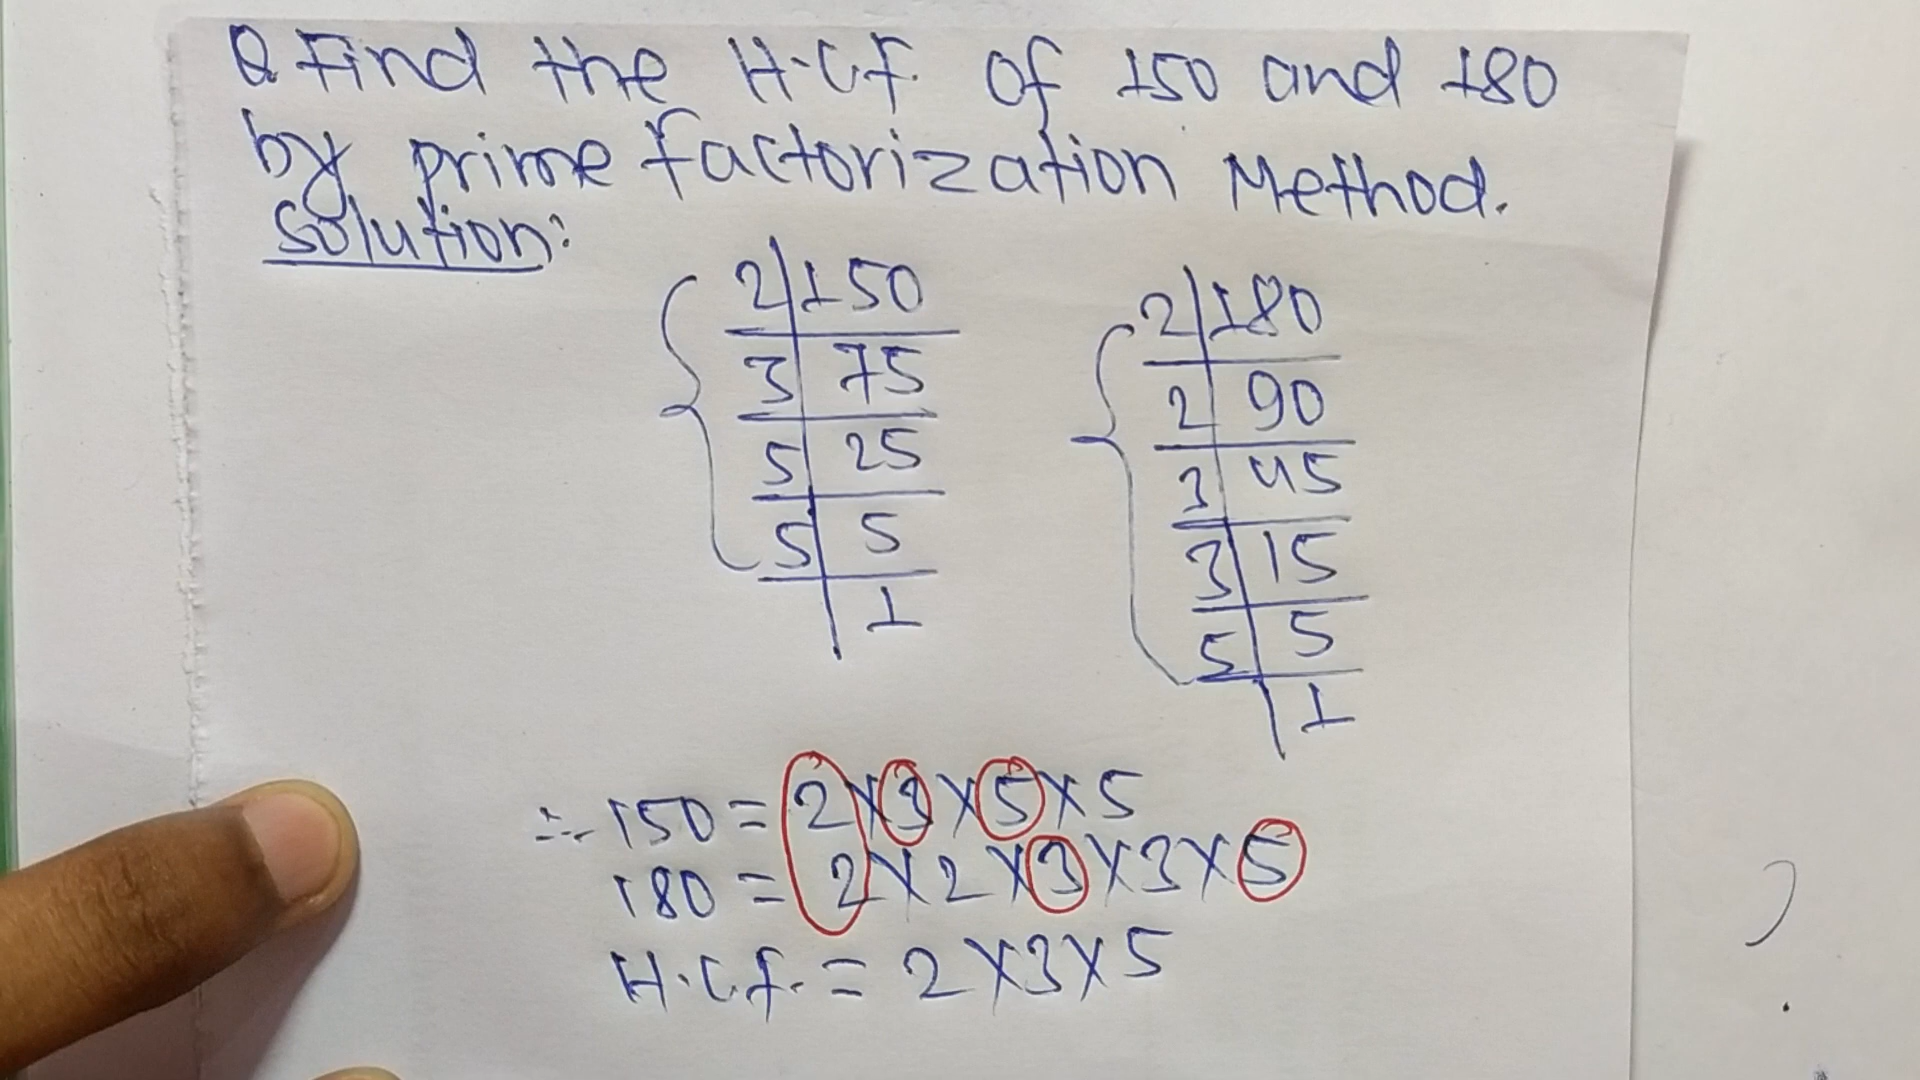 Q Find the H.C.F. of 150 and 180
by prime factorization Method.
Solution:
2 150
3 75
5 25
5 5
1
2 180
2 90
3 45
3 15
5 5
1
∴ 150 = 2×3×5×5
180 = 2×2×3×3×5
H.C.F. = 2×3×5